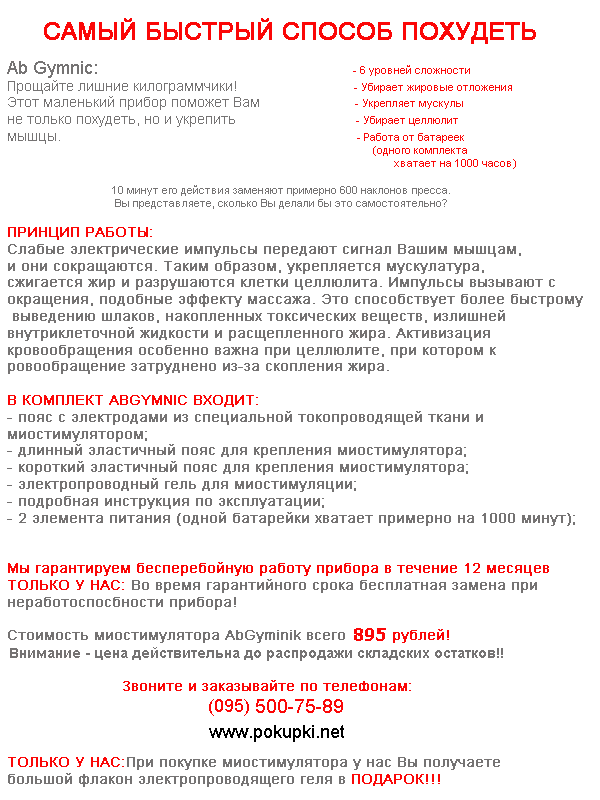 САМЫЙ БЫСТРЫЙ СПОСОБ ПОХУДЕТЬ
Ab Gymnic:
Прощайте лишние килограммчики!
Этот маленький прибор поможет Вам
не только похудеть, но и укрепить
мышцы.
- 6 уровней сложности
- Убирает жировые отложения
- Укрепляет мускулы
- Убирает целлюлит
- Работа от батареек
(одного комплекта
хватает на 1000 часов)
10 минут его действия заменяют примерно 600 наклонов пресса.
Вы представляете, сколько Вы делали бы это самостоятельно?
ПРИНЦИП РАБОТЫ:
Слабые электрические импульсы передают сигнал Вашим мышцам,
и они сокращаются. Таким образом, укрепляется мускулатура,
сжигается жир и разрушаются клетки целлюлита. Импульсы вызывают с
окращения, подобные эффекту массажа. Это способствует более быстрому
выведению шлаков, накопленных токсических веществ, излишней
внутриклеточной жидкости и расщепленного жира. Активизация
кровообращения особенно важна при целлюлите, при котором к
ровообращение затруднено из-за скопления жира.
В КОМПЛЕКТ ABGYMNIC ВХОДИТ:
- пояс с электродами из специальной токопроводящей ткани и
миостимулятором;
- длинный эластичный пояс для крепления миостимулятора;
- короткий эластичный пояс для крепления миостимулятора;
- электропроводный гель для миостимуляции;
- подробная инструкция по эксплуатации;
- 2 элемента питания (одной батарейки хватает примерно на 1000 минут);
Мы гарантируем бесперебойную работу прибора в течение 12 месяцев
ТОЛЬКО У НАС: Во время гарантийного срока бесплатная замена при
неработоспосбности прибора!
Стоимость миостимулятора AbGyminik всего 895 рублей!
Внимание - цена действительна до распродажи складских остатков!!
Звоните и заказывайте по телефонам:
(095) 500-75-89
www.pokupki.net
ТОЛЬКО У НАС:При покупке миостимулятора у нас Вы получаете
большой флакон электропроводящего геля в ПОДАРОК!!!